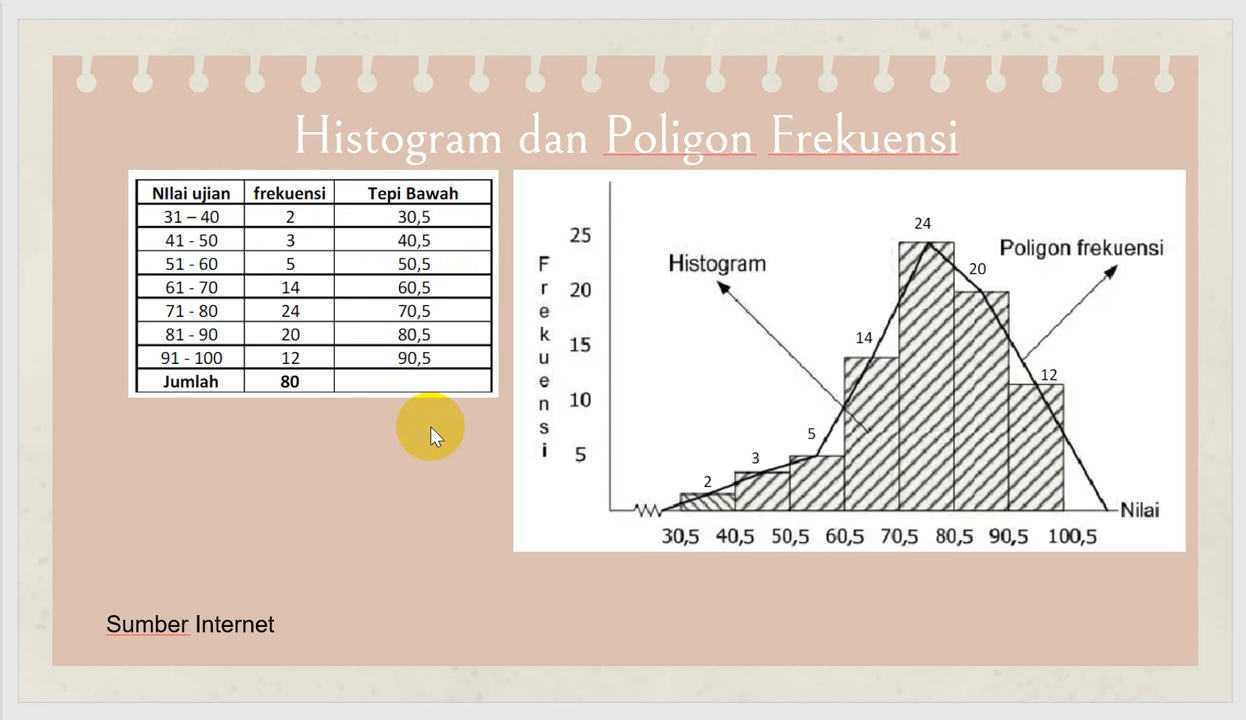 Histogram dan Poligon Frekuensi
NIlai ujian frekuensi Tepi Bawah
31 – 40 2 30,5
41 - 50 3 40,5
51 - 60 5 50,5
61 - 70 14 60,5
71 - 80 24 70,5
81 - 90 20 80,5
91 - 100 12 90,5
Jumlah 80
Frekuensi
25
20
15
10
5
Histogram
Poligon frekuensi
2
3
5
14
24
20
12
Nilai
30,5 40,5 50,5 60,5 70,5 80,5 90,5 100,5
Sumber Internet